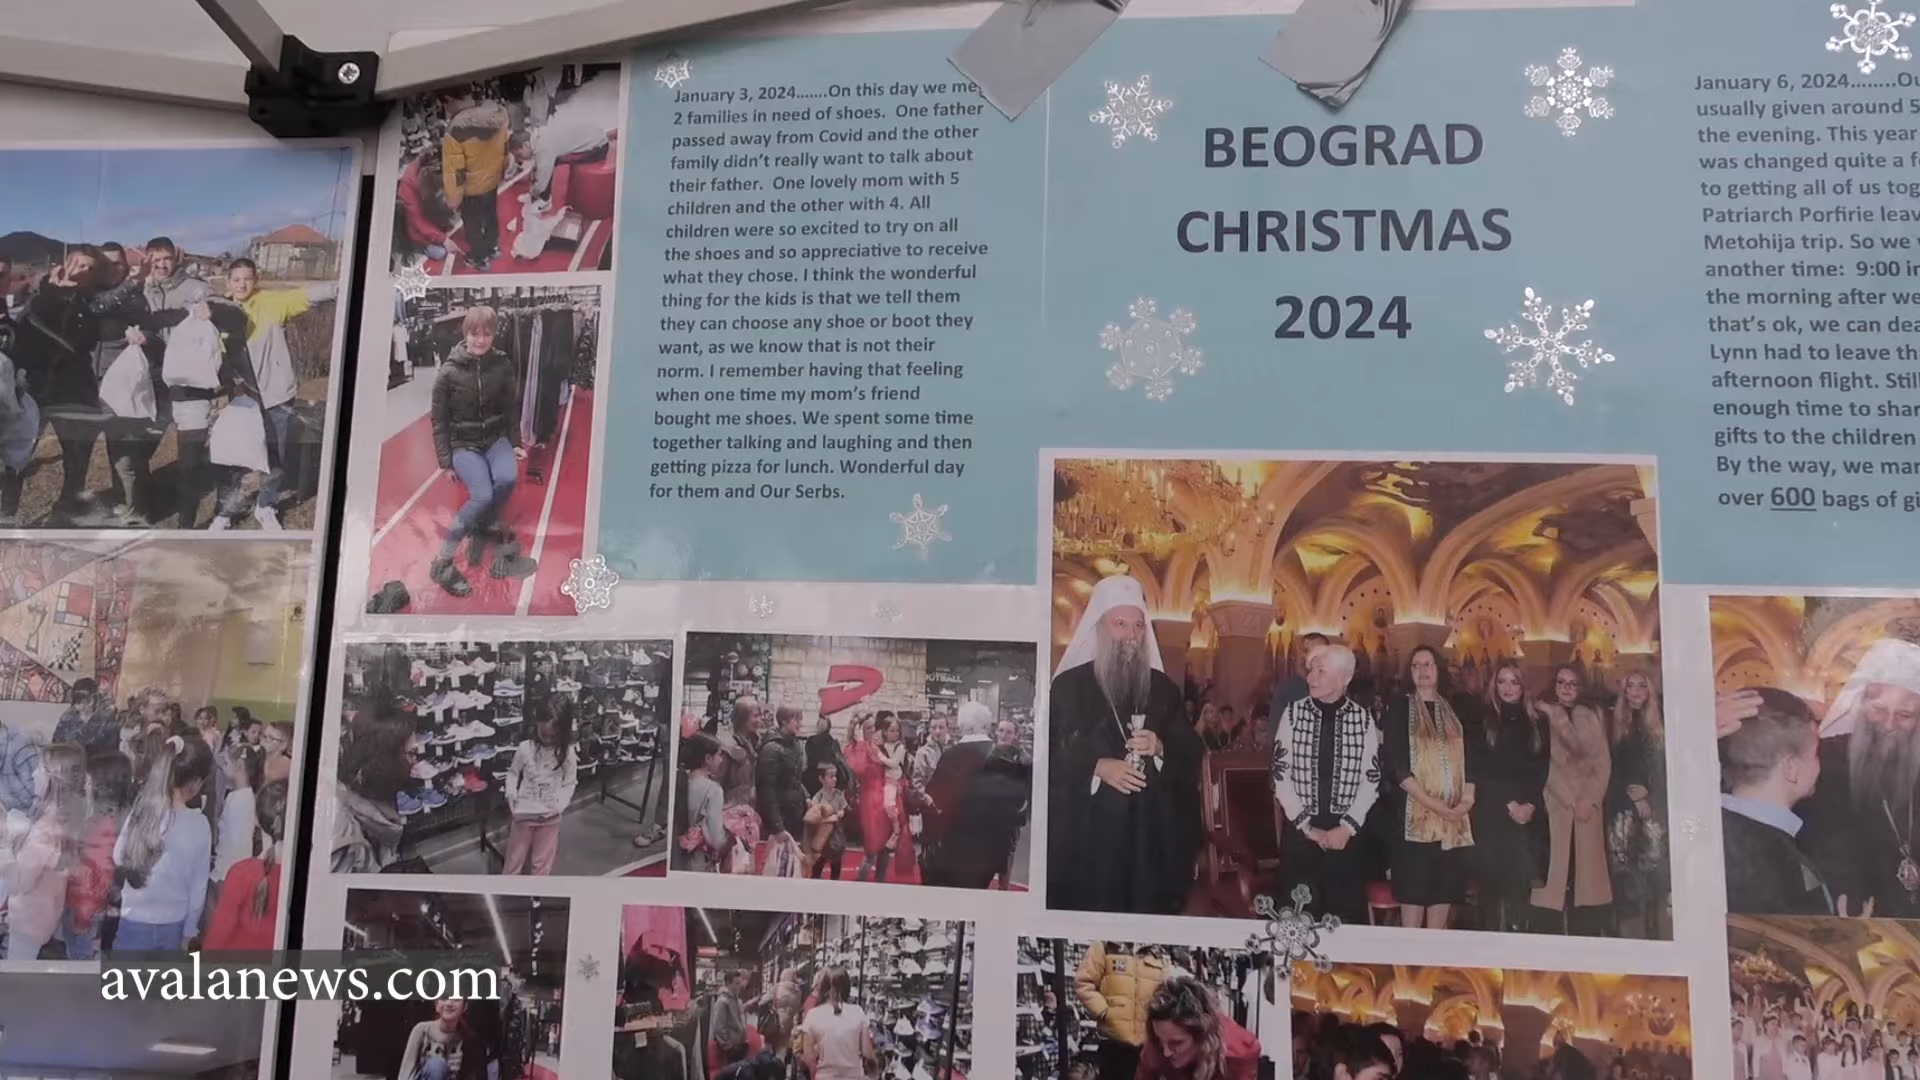 January 3, 2024.......On this day we me
2 families in need of shoes. One father
passed away from Covid and the other
family didn't really want to talk about
their father. One lovely mom with 5
children and the other with 4. All
children were so excited to try on all
the shoes and so appreciative to receive
what they chose. I think the wonderful
thing for the kids is that we tell them
they can choose any shoe or boot they
want, as we know that is not their
norm. I remember having that feeling
when one time my mom's friend
bought me shoes. We spent some time
together talking and laughing and then
getting pizza for lunch. Wonderful day
for them and Our Serbs.
BEOGRAD
CHRISTMAS
2024
January 6, 2024........Ou
usually given around 5
the evening. This year
was changed quite a f
to getting all of us tog
Patriarch Porfirie leav
Metohija trip. So we
another time: 9:00 in
the morning after we
that's ok, we can dea
Lynn had to leave th
afternoon flight. Still
enough time to shar
gifts to the children
By the way, we mar
over 600 bags of gi
avalanews.com